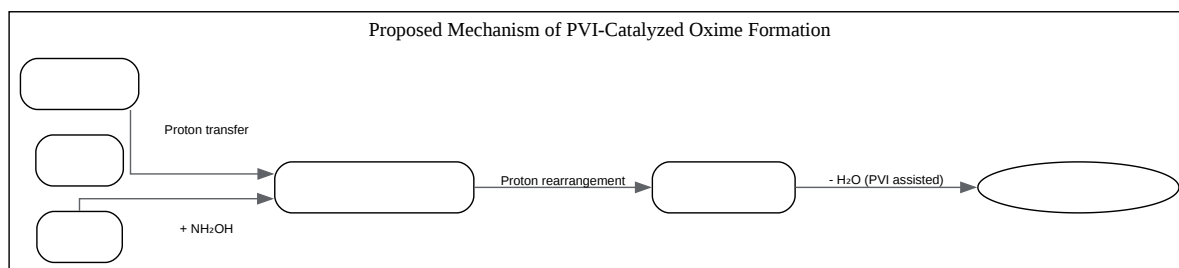 Proposed Mechanism of PVI-Catalyzed Oxime Formation
Proton transfer
Proton rearrangement
- H₂O (PVI assisted)
+ NH₂OH